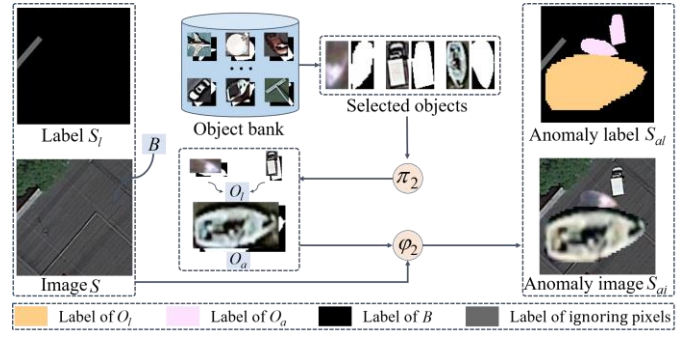 Label S_l
B
Image S
Object bank
Selected objects
π_2
O_l
O_a
φ_2
Anomaly label S_al
Anomaly image S_ai
Label of O_l
Label of O_a
Label of B
Label of ignoring pixels